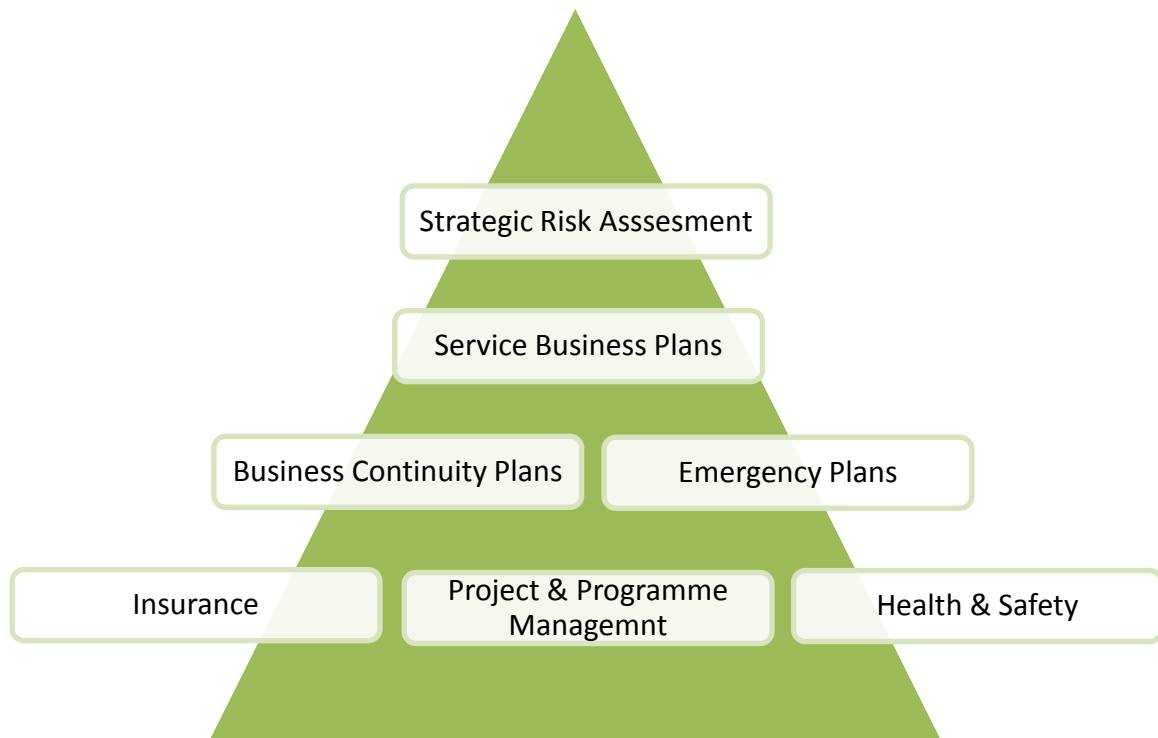 Strategic Risk Asssesment
Service Business Plans
Business Continuity Plans
Emergency Plans
Insurance
Project & Programme
Managemnt
Health & Safety